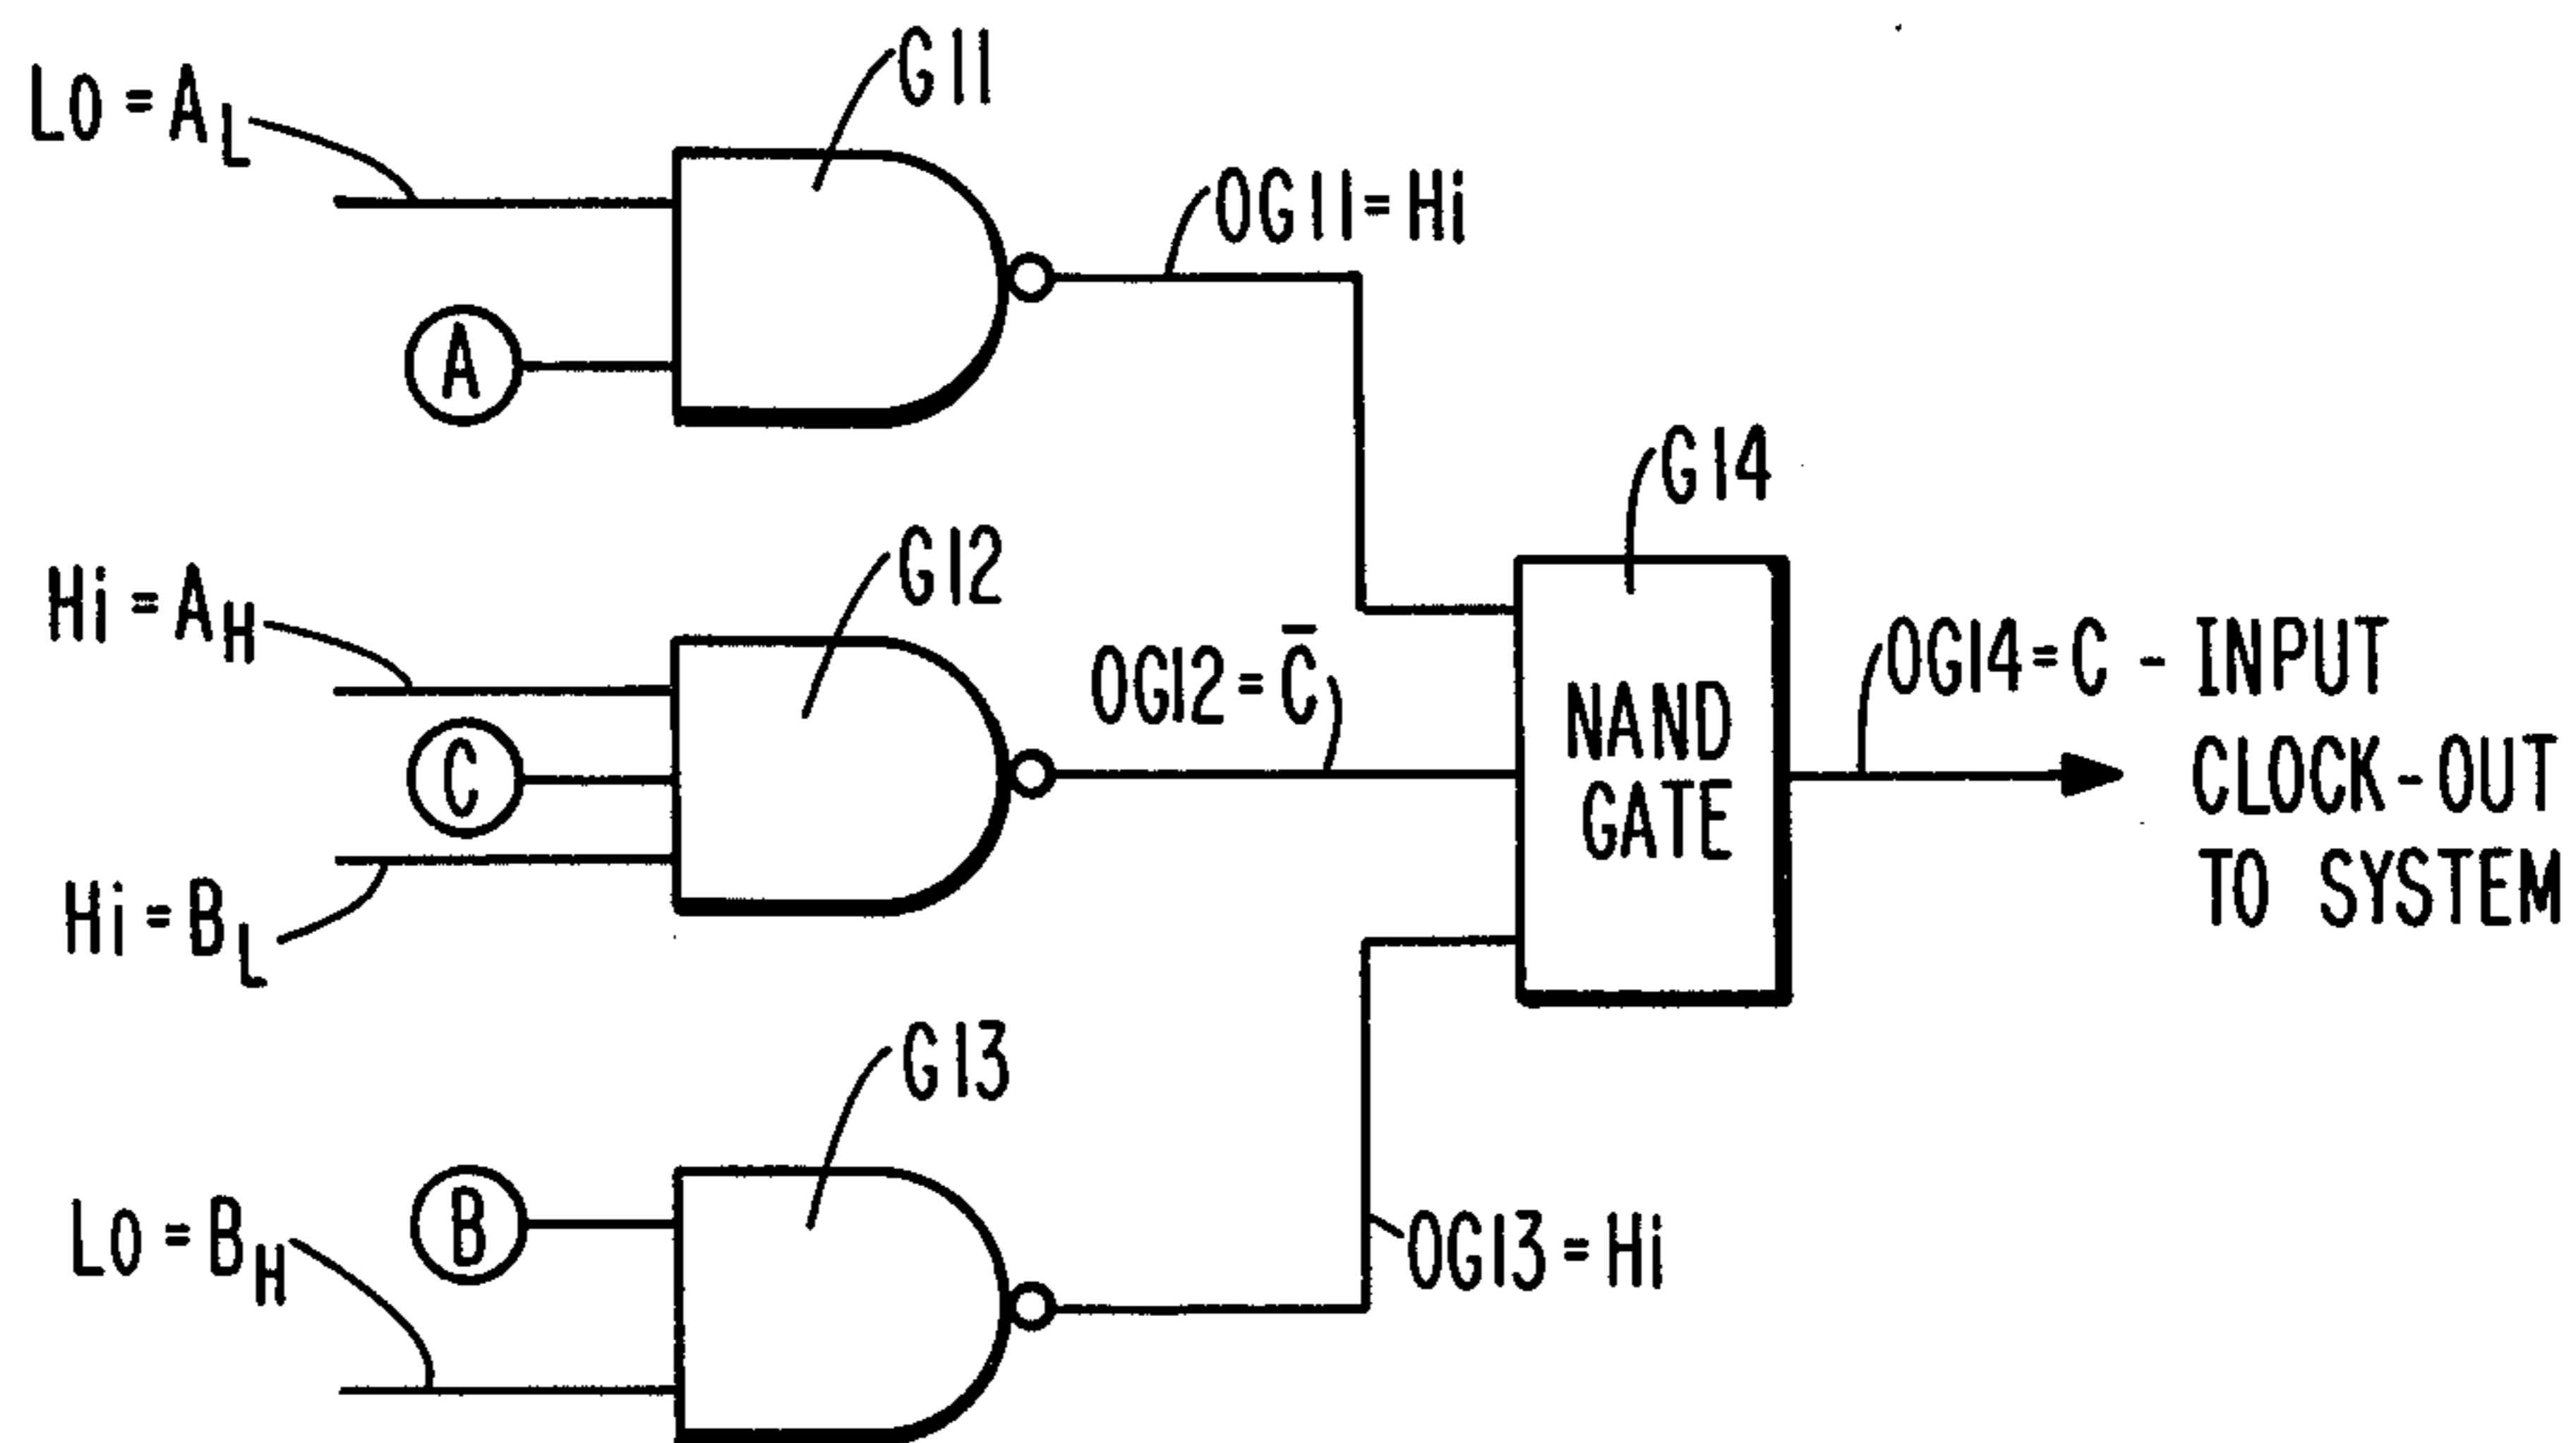 G11
Lo = A_L
OG11 = Hi
A
G14
G12
Hi = A_H
OG12 = C̅
C
NAND
GATE
OG14 = C - INPUT
CLOCK-OUT
TO SYSTEM
Hi = B_L
G13
B
Lo = B_H
OG13 = Hi